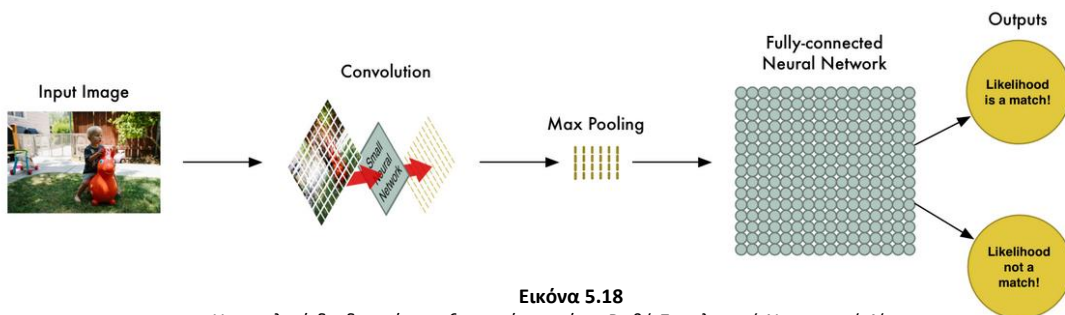 Outputs
Fully-connected
Neural Network
Convolution
Likelihood
is a match!
Input Image
Max Pooling
Small
Neural
Network
Likelihood
not a
match!
Εικόνα 5.18